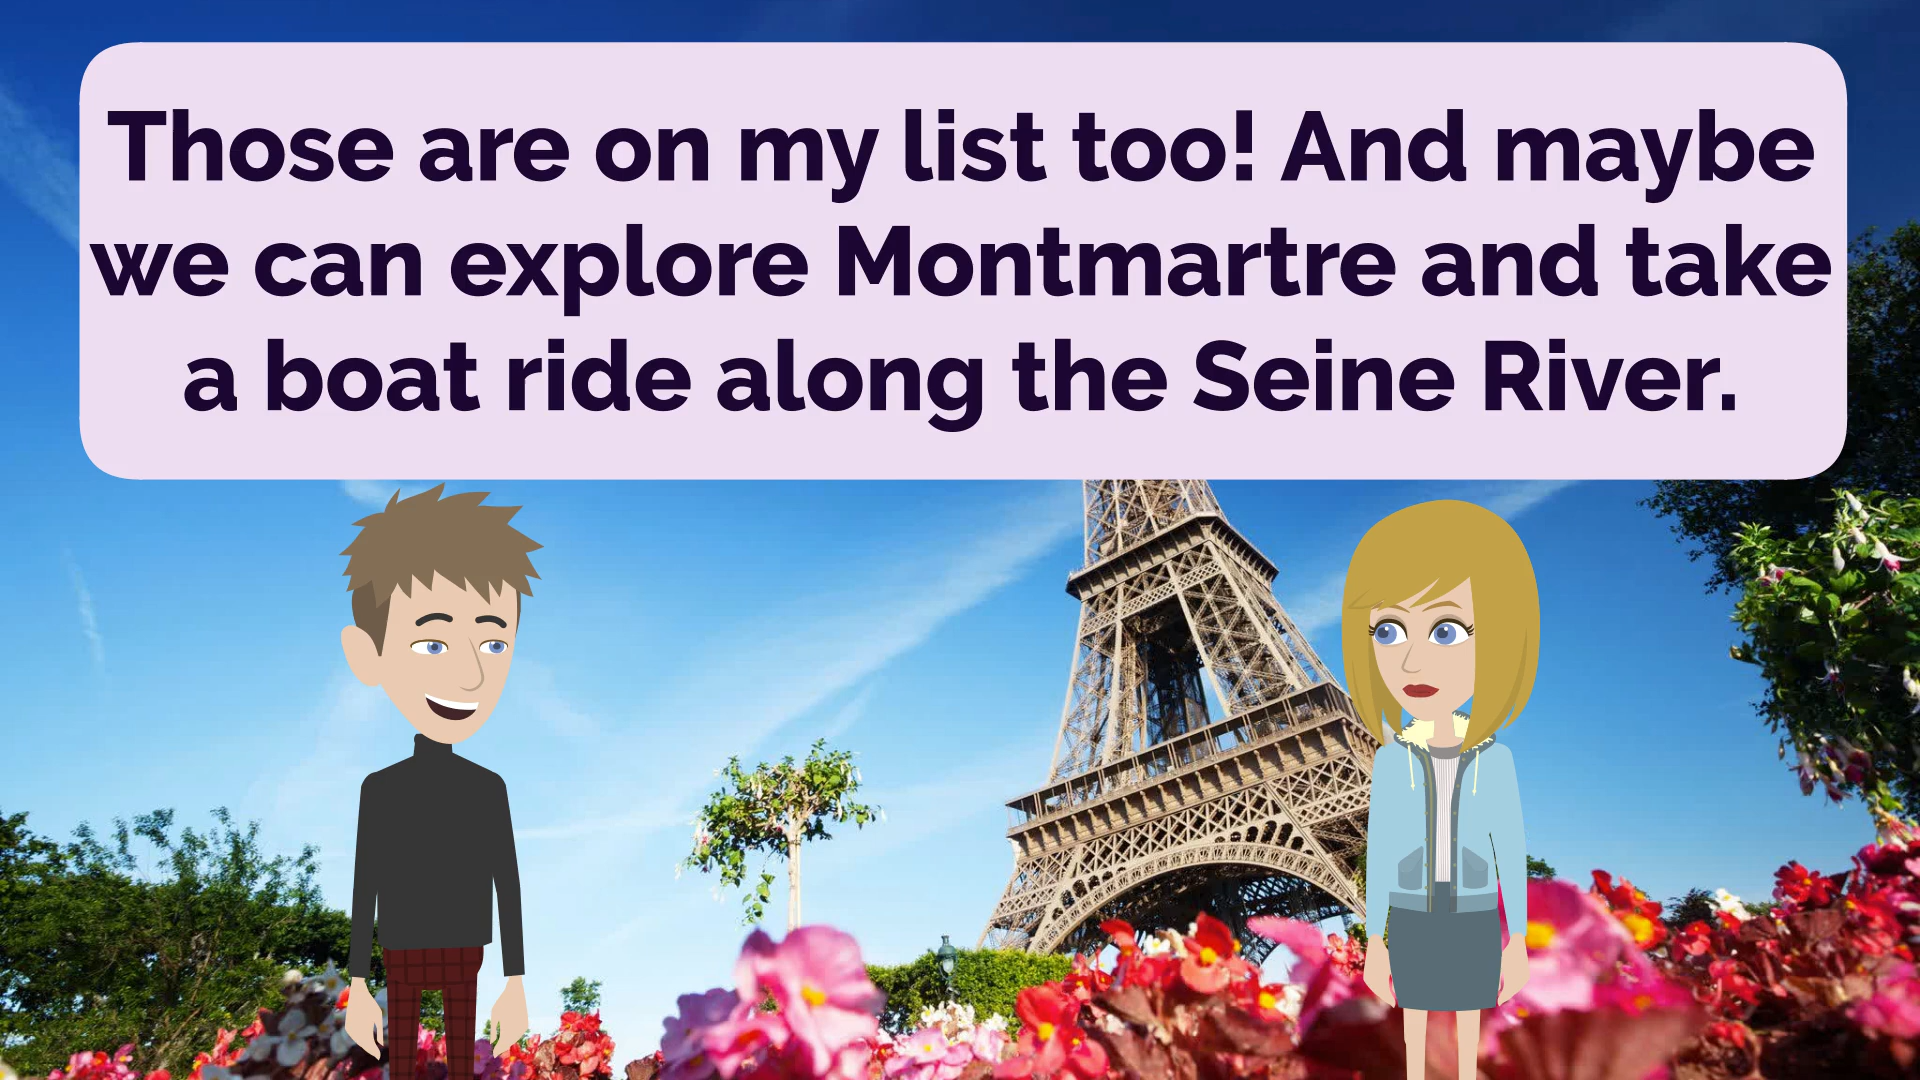 Those are on my list too! And maybe
we can explore Montmartre and take
a boat ride along the Seine River.